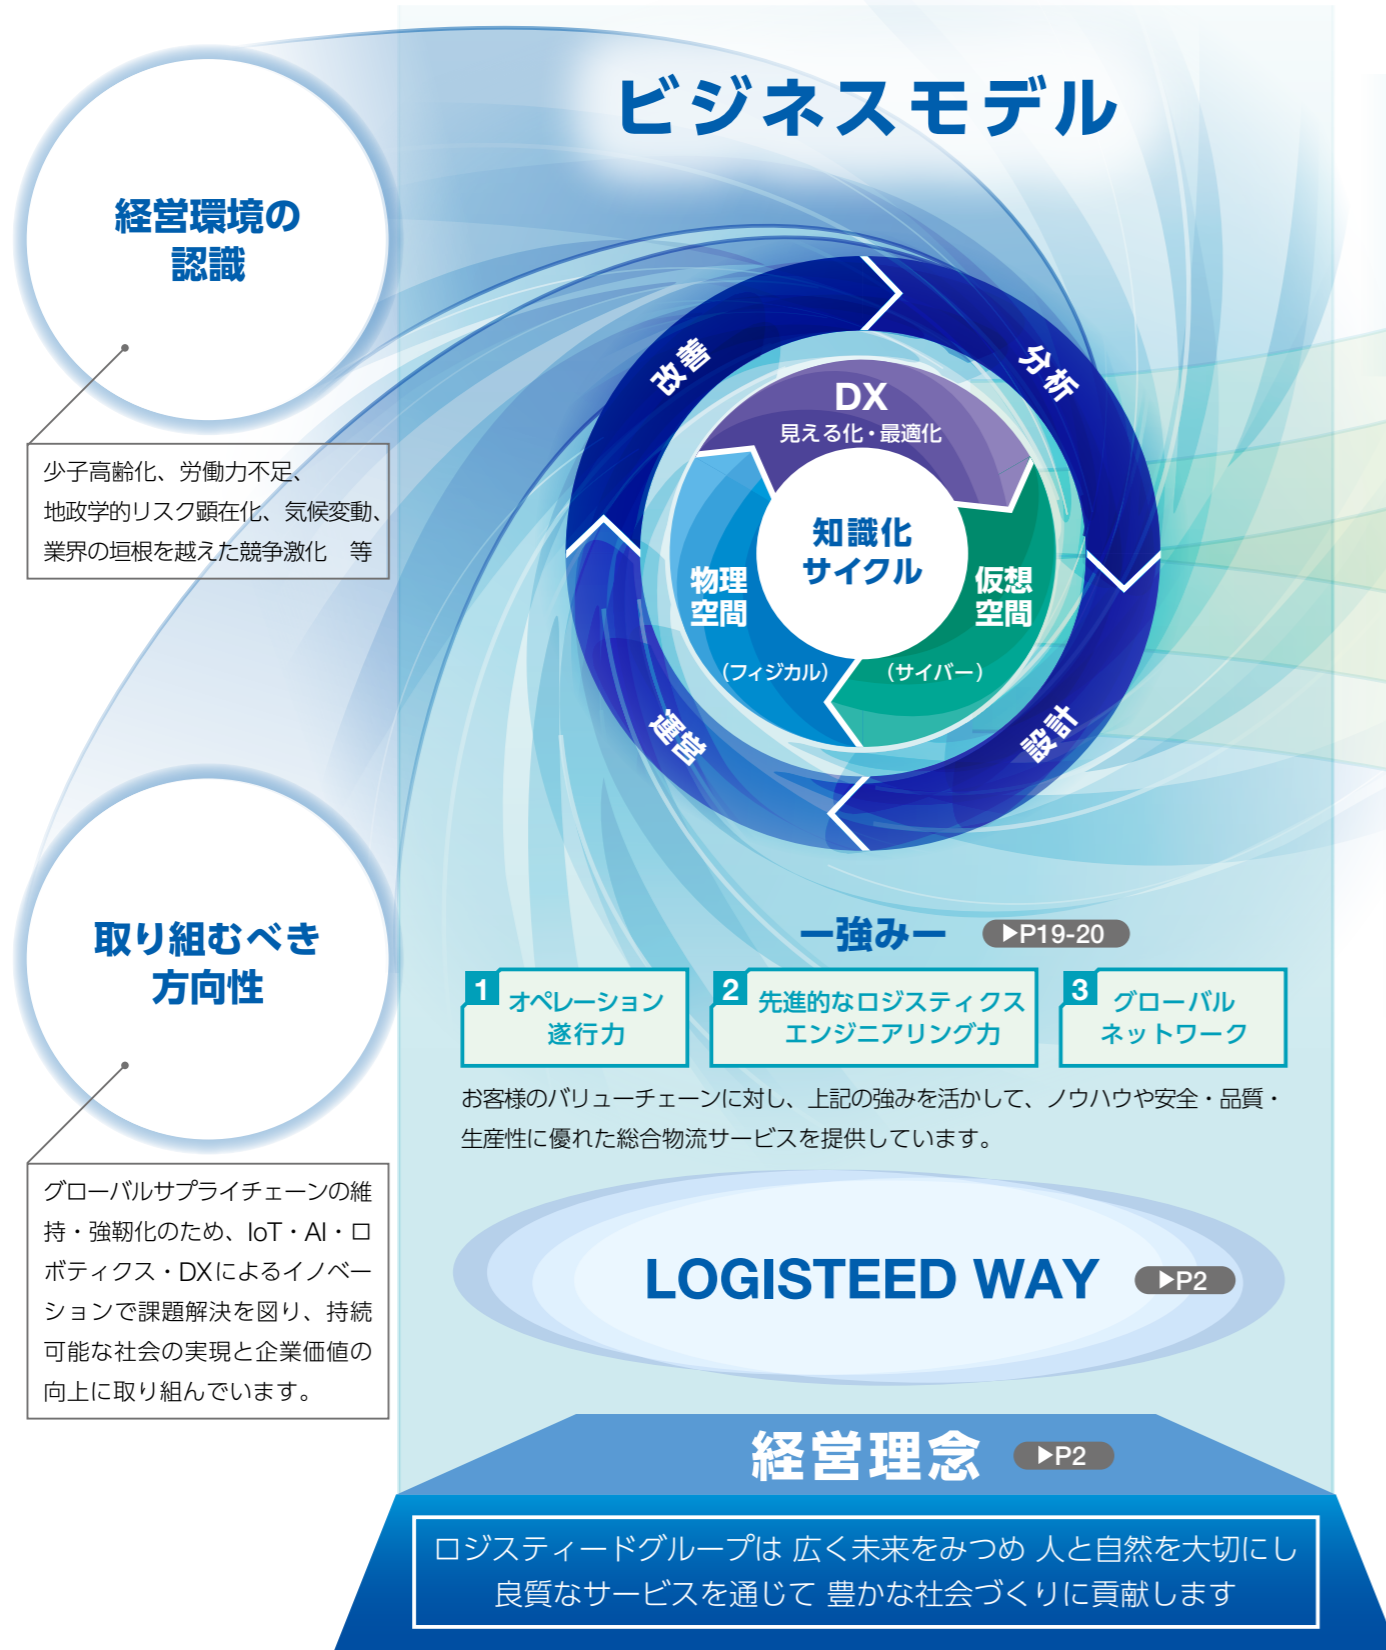 ビジネスモデル
経営環境の
認識
少子高齢化、労働力不足、
地政学的リスク顕在化、気候変動、
業界の垣根を越えた競争激化　等
改善
分析
設計
運営
DX
見える化・最適化
知識化
サイクル
物理
空間
（フィジカル）
仮想
空間
（サイバー）
取り組むべき
方向性
グローバルサプライチェーンの維
持・強靭化のため、IoT・AI・ロ
ボティクス・DXによるイノベー
ションで課題解決を図り、持続
可能な社会の実現と企業価値の
向上に取り組んでいます。
ー強みー ▶P19-20
1 オペレーション
遂行力
2 先進的なロジスティクス
エンジニアリング力
3 グローバル
ネットワーク
お客様のバリューチェーンに対し、上記の強みを活かして、ノウハウや安全・品質・
生産性に優れた総合物流サービスを提供しています。
LOGISTEED WAY ▶P2
経営理念 ▶P2
ロジスティードグループは 広く未来をみつめ 人と自然を大切にし
良質なサービスを通じて 豊かな社会づくりに貢献します